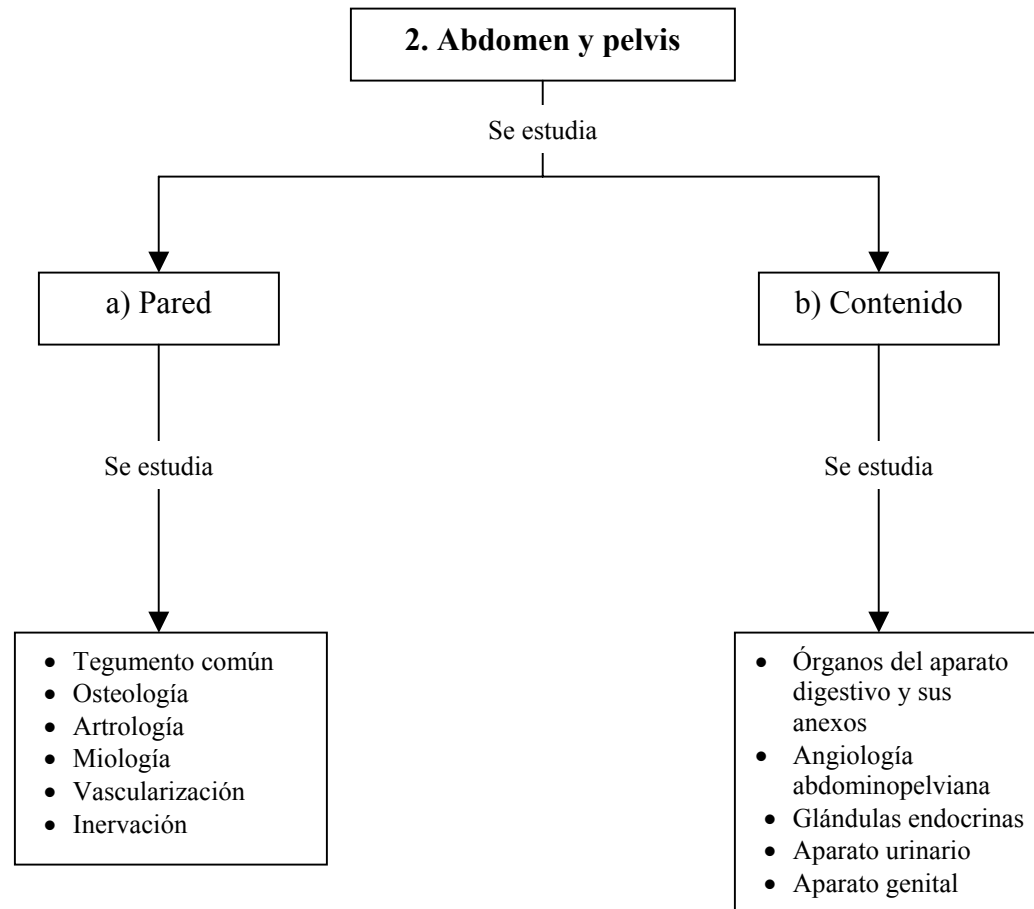 2. Abdomen y pelvis
Se estudia
a) Pared
b) Contenido
Se estudia
Se estudia
• Tegumento común
• Osteología
• Artrología
• Miología
• Vascularización
• Inervación
• Órganos del aparato
digestivo y sus
anexos
• Angiología
abdominopelviana
• Glándulas endocrinas
• Aparato urinario
• Aparato genital